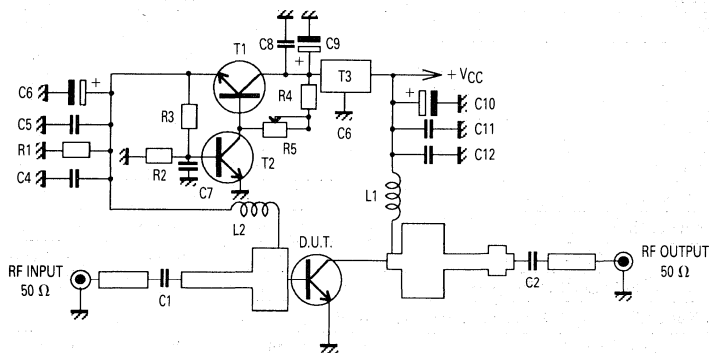 C8
C9
T1
T3
+ VCC
C6
+
+
+
R4
C10
C5
R3
C6
C11
R1
R5
R2
T2
C12
C4
C7
L1
L2
D.U.T.
RF INPUT
50 Ω
RF OUTPUT
50 Ω
C1
C2